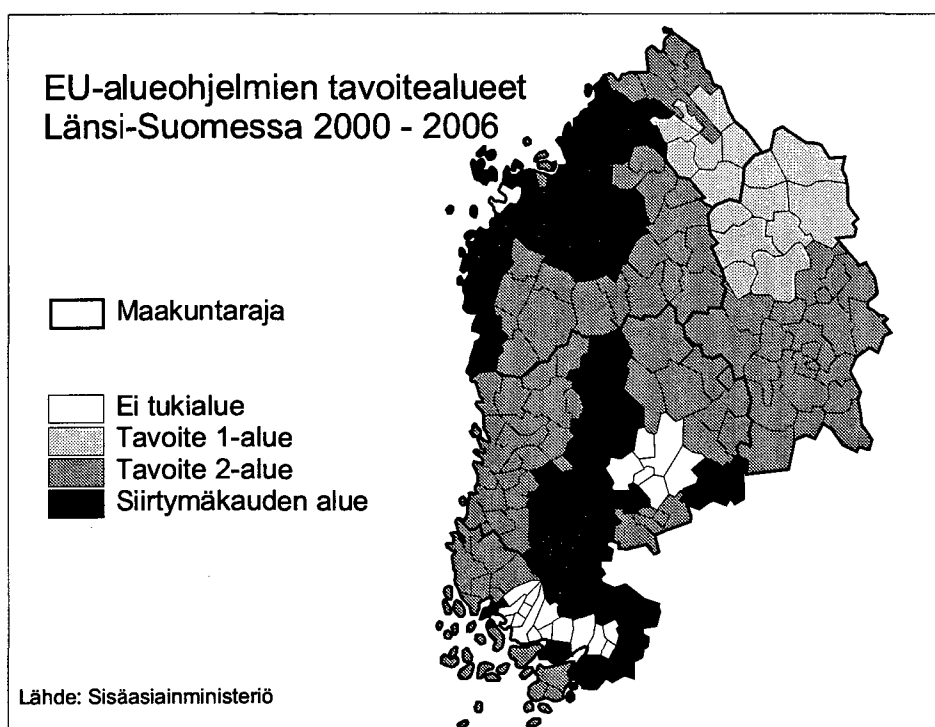 EU-alueohjelmien tavoitealueet
Länsi-Suomessa 2000 - 2006
Maakuntaraja
Ei tukialue
Tavoite 1-alue
Tavoite 2-alue
Siirtymäkauden alue
Lähde: Sisäasiainministeriö